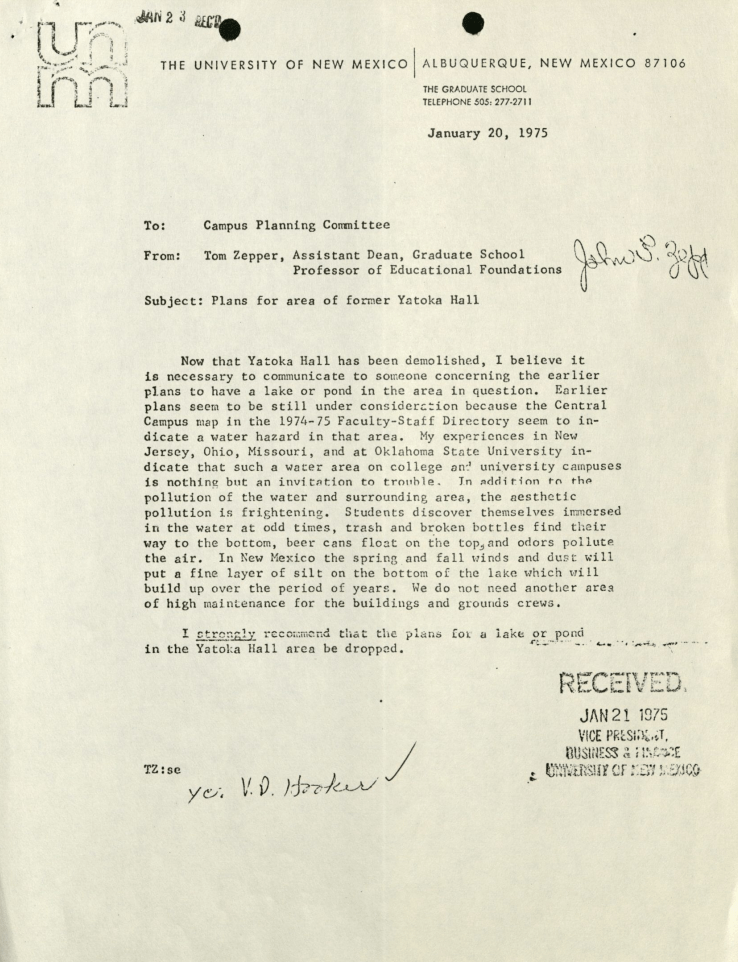 JAN 23 REC'D
unm
THE UNIVERSITY OF NEW MEXICO | ALBUQUERQUE, NEW MEXICO 87106
THE GRADUATE SCHOOL
TELEPHONE 505: 277-2711
January 20, 1975
To: Campus Planning Committee
From: Tom Zepper, Assistant Dean, Graduate School
Professor of Educational Foundations
Subject: Plans for area of former Yatoka Hall
Now that Yatoka Hall has been demolished, I believe it
is necessary to communicate to someone concerning the earlier
plans to have a lake or pond in the area in question. Earlier
plans seem to be still under consideration because the Central
Campus map in the 1974-75 Faculty-Staff Directory seem to in-
dicate a water hazard in that area. My experiences in New
Jersey, Ohio, Missouri, and at Oklahoma State University in-
dicate that such a water area on college and university campuses
is nothing but an invitation to trouble. In addition to the
pollution of the water and surrounding area, the aesthetic
pollution is frightening. Students discover themselves immersed
in the water at odd times, trash and broken bottles find their
way to the bottom, beer cans float on the top, and odors pollute
the air. In New Mexico the spring and fall winds and dust will
put a fine layer of silt on the bottom of the lake which will
build up over the period of years. We do not need another area
of high maintenance for the buildings and grounds crews.
I strongly recommend that the plans for a lake or pond
in the Yatoka Hall area be dropped.
RECEIVED
JAN 21 1975
VICE PRESIDENT,
BUSINESS & FINANCE
UNIVERSITY OF NEW MEXICO
TZ:se
xc: V.D. Hooker